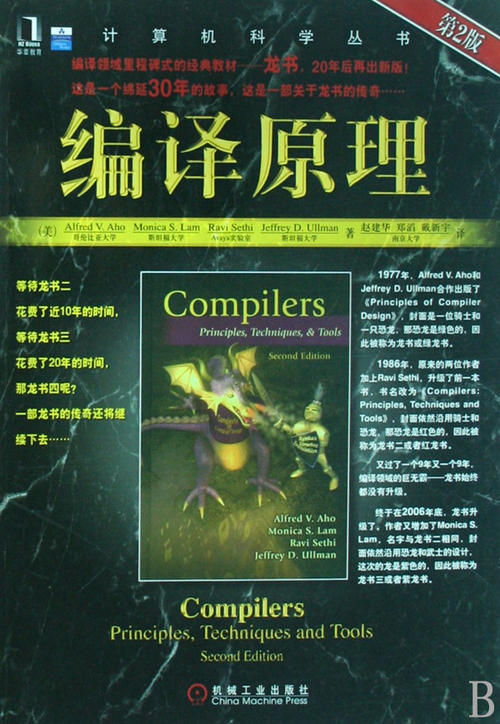 HZ Books
华章教育
计算机科学丛书
第2版
编译领域里程碑式的经典教材——龙书，20年后再出新版！
这是一个绵延30年的故事，这是一部关于龙书的传奇……
编译原理
（美） Alfred V. Aho Monica S. Lam Ravi Sethi Jeffrey D. Ullman 著 赵建华 郑滔 戴新宇 译
哥伦比亚大学 斯坦福大学 Avaya实验室 斯坦福大学 南京大学
等待龙书二
花费了近10年的时间，
等待龙书三
花费了20年的时间，
那龙书四呢？
一部龙书的传奇还将继
续下去……
Compilers
Principles, Techniques, & Tools
Second Edition
Alfred V. Aho
Monica S. Lam
Ravi Sethi
Jeffrey D. Ullman
1977年，Alfred V. Aho和
Jeffrey D. Ullman合作出版了
《Principles of Compiler
Design》，封面是一位骑士和
一只恐龙，那恐龙是绿色的，因
此被称为龙书或绿龙书。
1986年，原来的两位作者
加上Ravi Sethi，升级了前一本
书，书名改为《Compilers:
Principles, Techniques and
Tools》，封面依然沿用骑士和
恐龙，那恐龙是红色的，因此被
称为龙书二或者红龙书。
又过了一个9年又一个9年，
编译领域的巨无霸——龙书始终
都没有升级。
终于在2006年底，龙书升
级了。作者又增加了Monica S.
Lam，名字与龙书二相同，封
面依然沿用恐龙和武士的设计，
这次的龙是紫色的，因此被称为
龙书三或者紫龙书。
Compilers
Principles, Techniques and Tools
Second Edition
机械工业出版社
China Machine Press
B